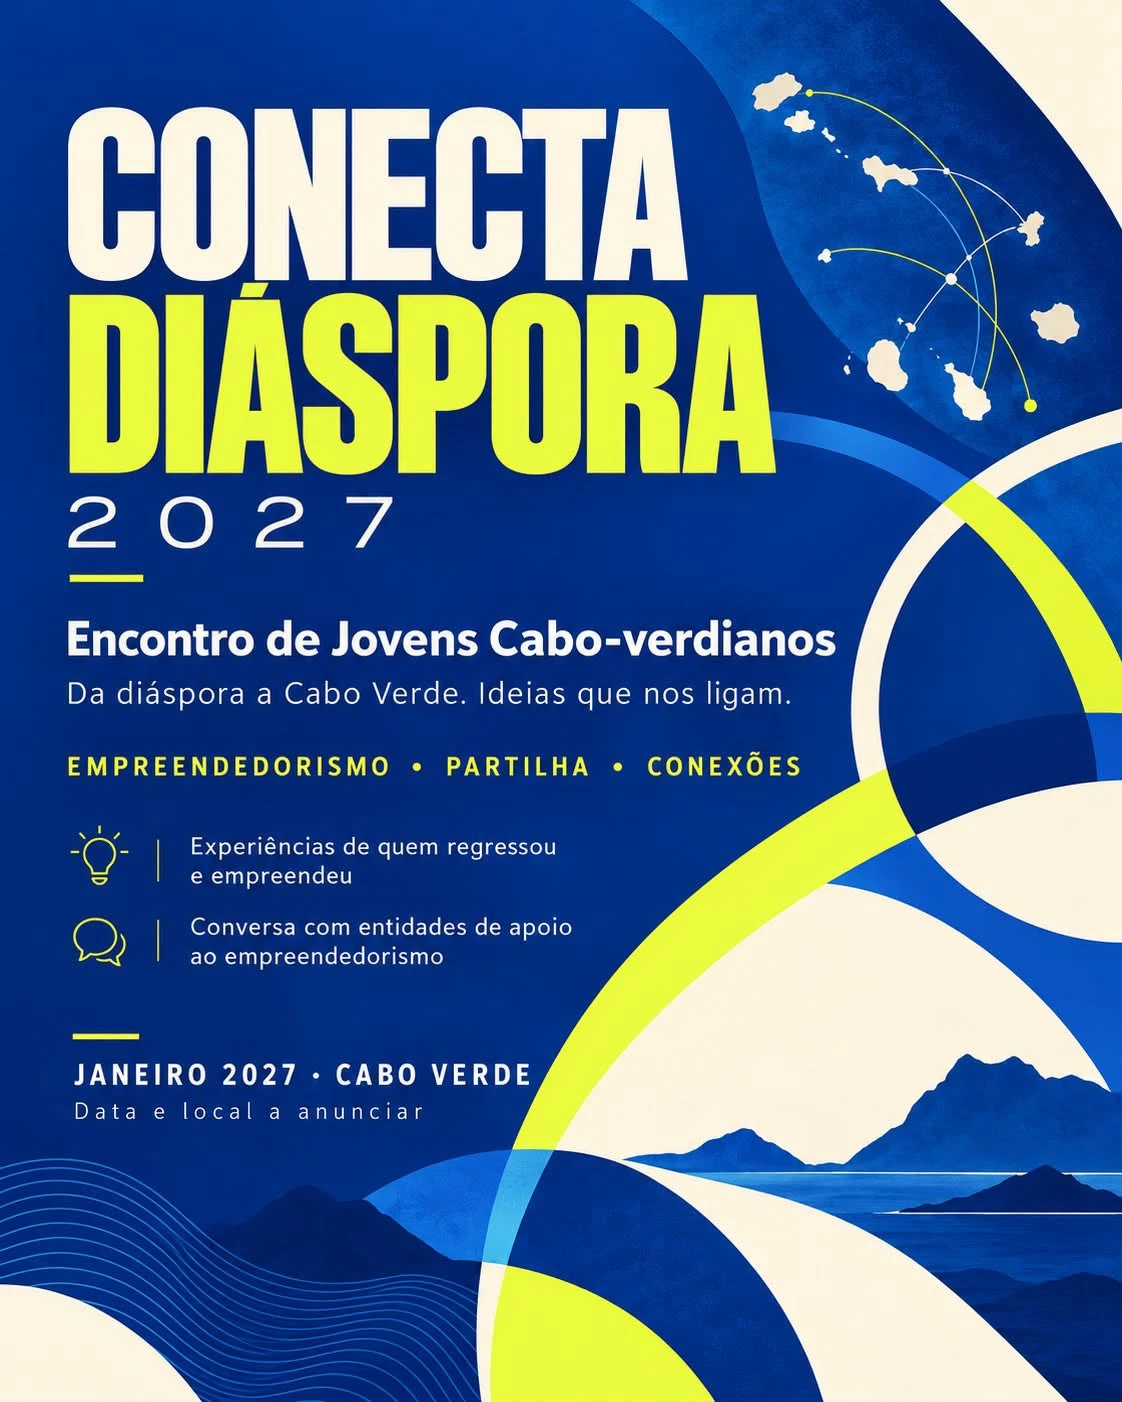 CONECTA
DIÁSPORA
2027
Encontro de Jovens Cabo-verdianos
Da diáspora a Cabo Verde. Ideias que nos ligam.
EMPREENDEDORISMO • PARTILHA • CONEXÕES
Experiências de quem regressou
e empreendeu
Conversa com entidades de apoio
ao empreendedorismo
JANEIRO 2027 · CABO VERDE
Data e local a anunciar